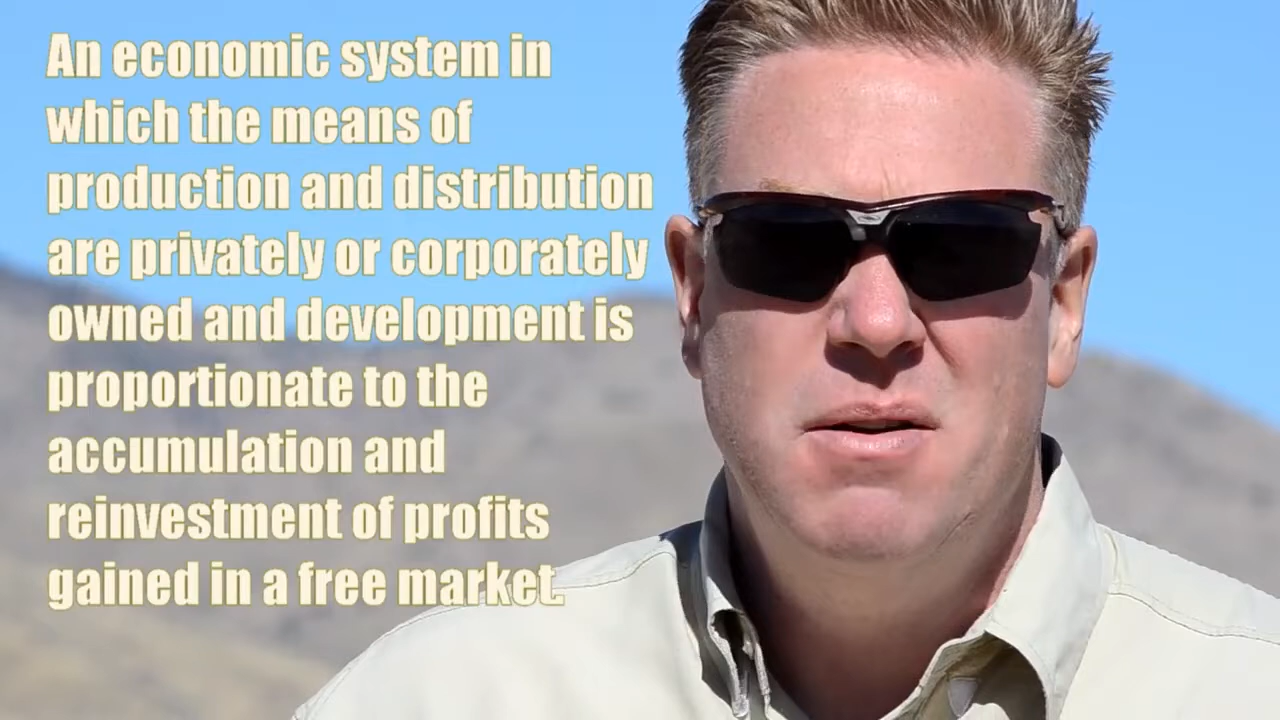 An economic system in
which the means of
production and distribution
are privately or corporately
owned and development is
proportionate to the
accumulation and
reinvestment of profits
gained in a free market.